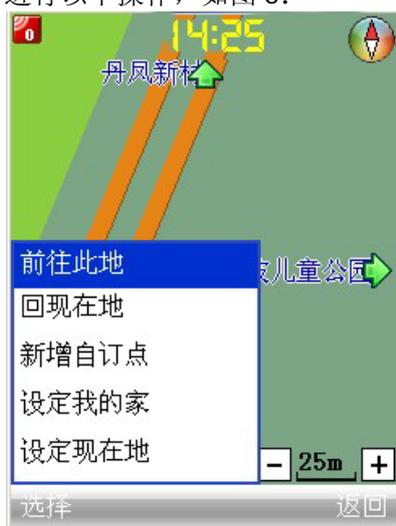 进行以下操作，如图
0
14:25
丹凤新村
前往此地
儿童公园
回现在地
新增自订点
设定我的家
设定现在地
- 25m +
选择 返回